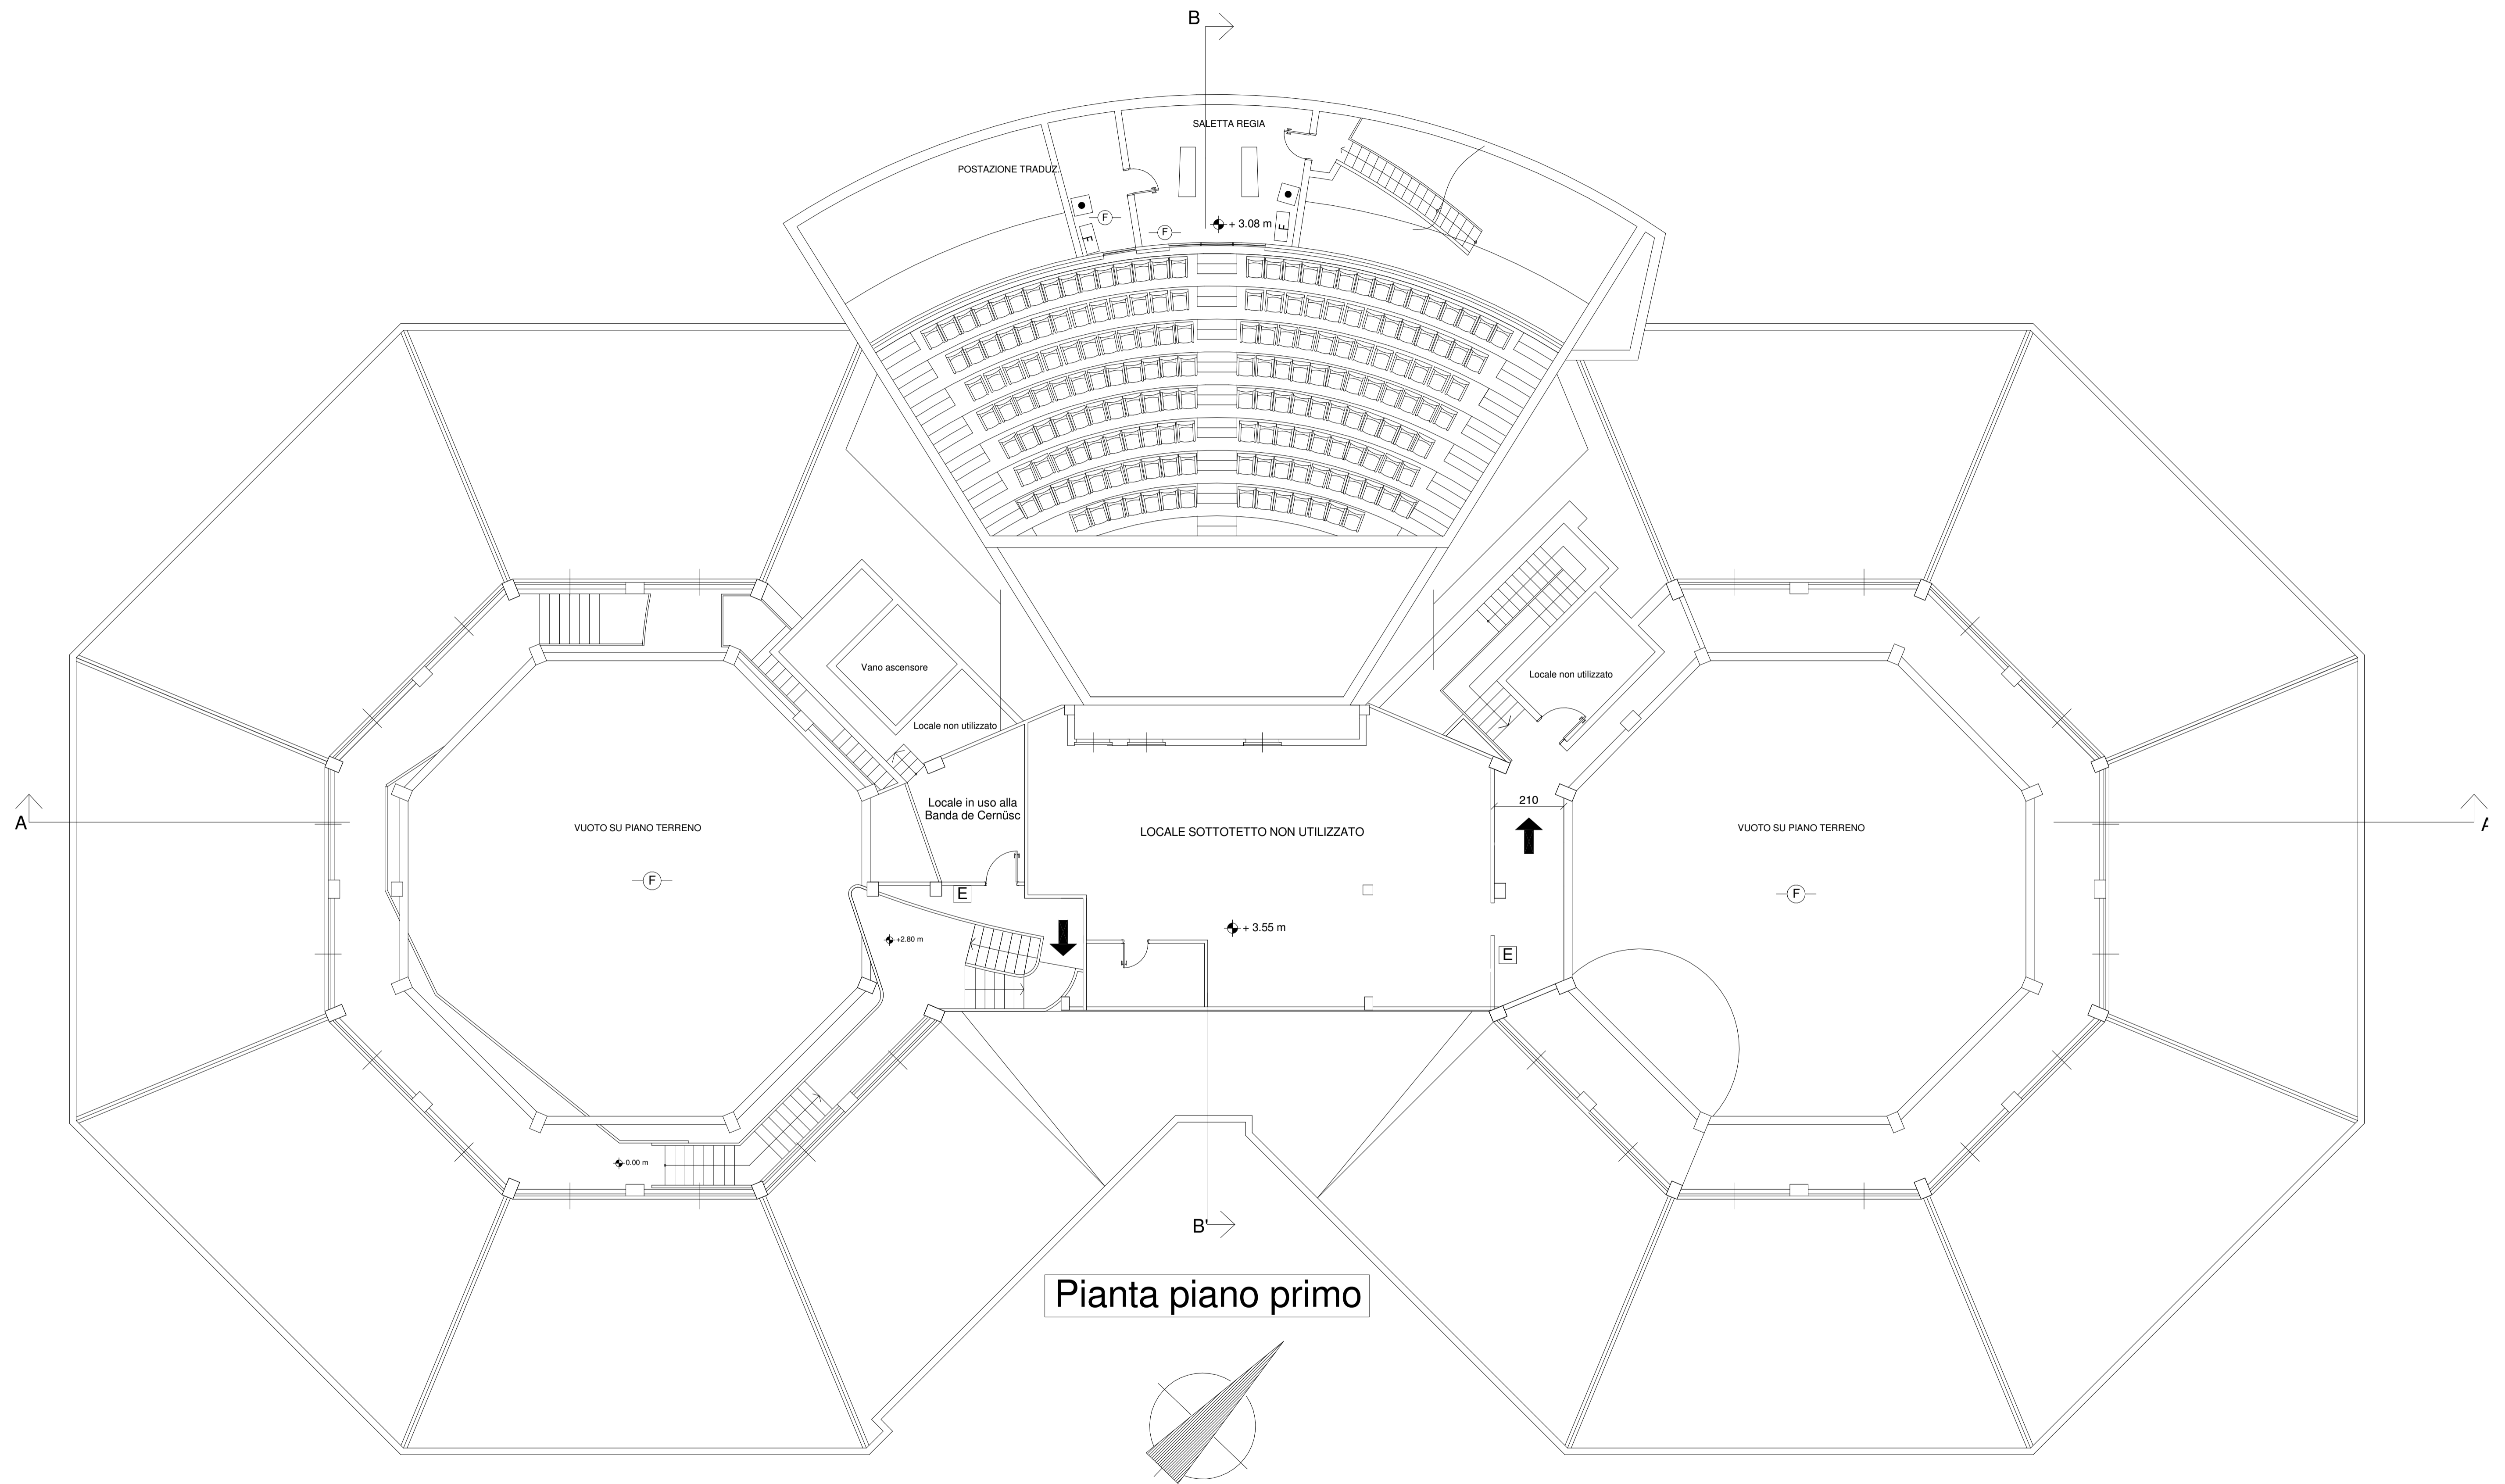 B
SALETTA REGIA
POSTAZIONE TRADUZ.
F
F
+ 3.08 m
F
F
Vano ascensore
Locale non utilizzato
Locale non utilizzato
Locale in uso alla
Banda de Cernüsc
210
A
A
VUOTO SU PIANO TERRENO
LOCALE SOTTOTETTO NON UTILIZZATO
VUOTO SU PIANO TERRENO
F
E
F
+ 3.55 m
+2.80 m
E
0.00 m
B'
Pianta piano primo